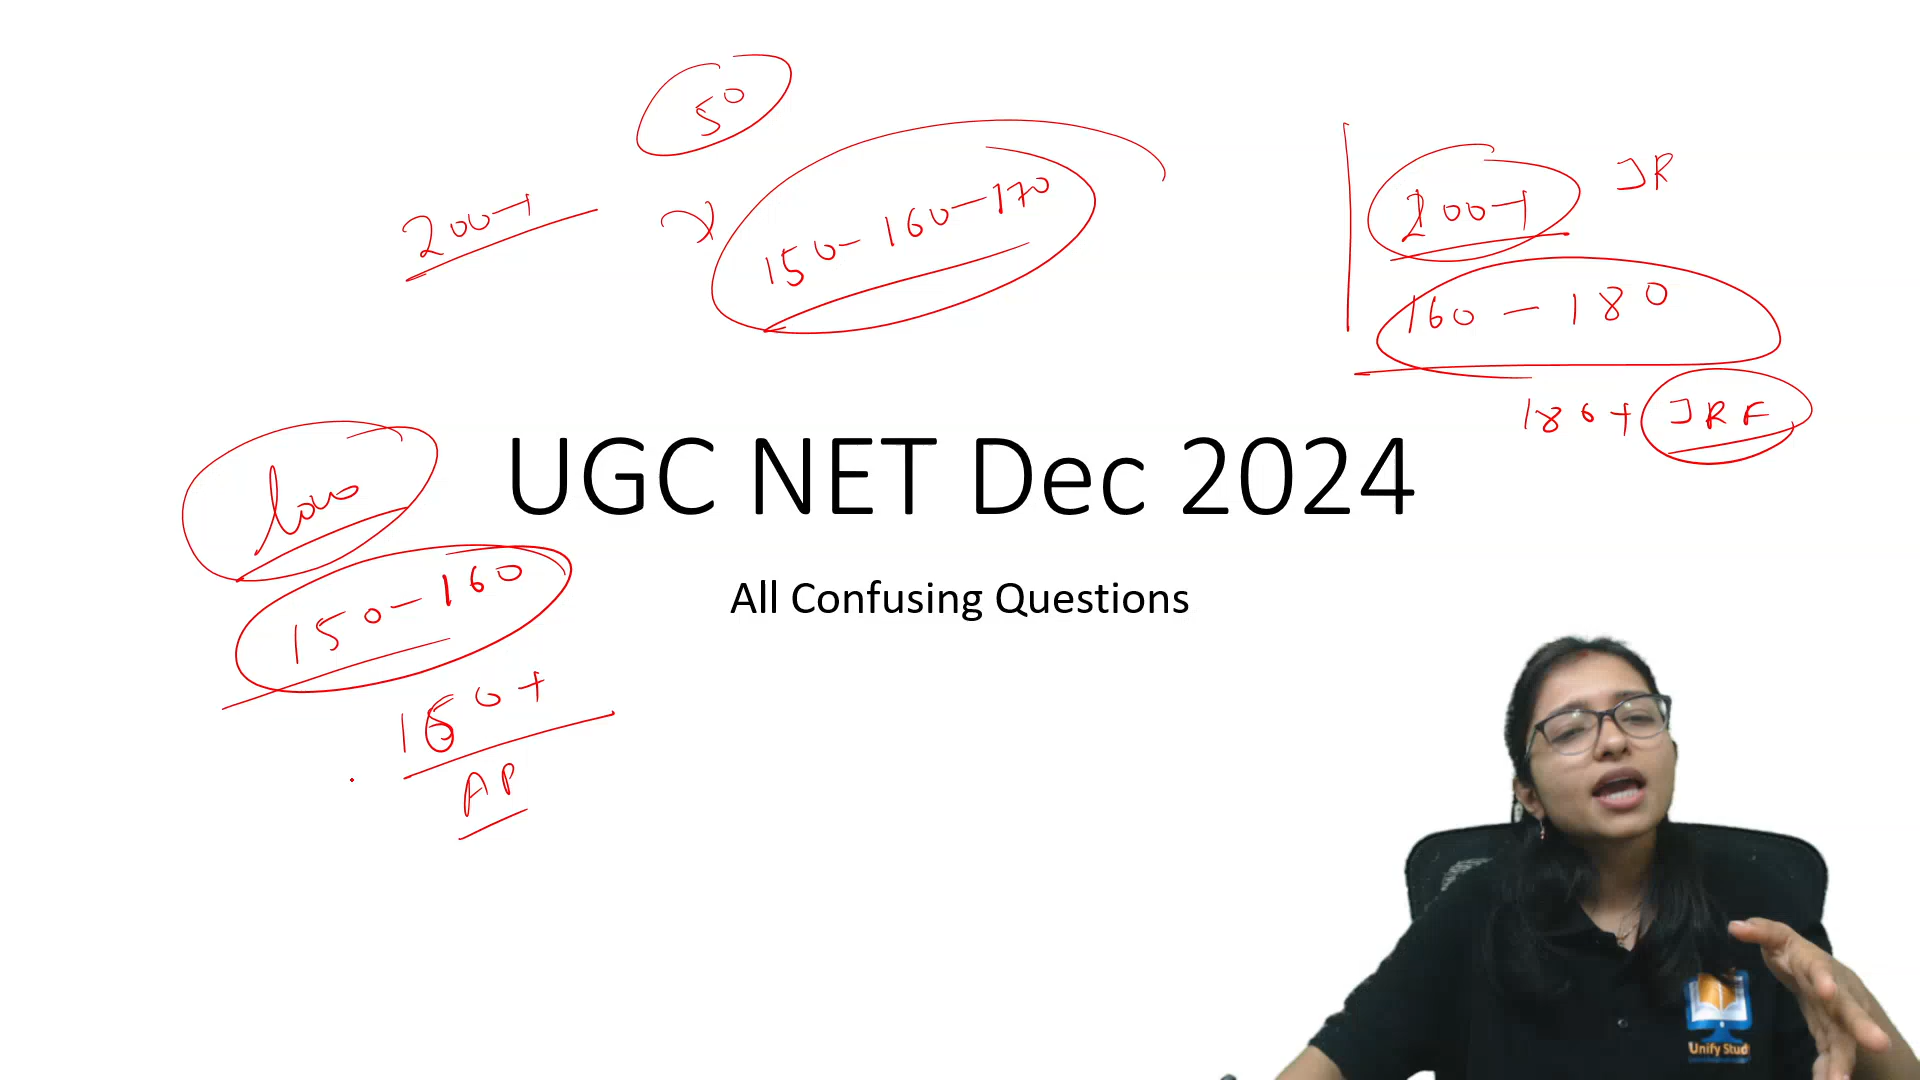 50
200+
150-160-170
200+ JR
160-180
180+ JRF
UGC NET Dec 2024
low
All Confusing Questions
150-160
160+
AP
Unify Stud